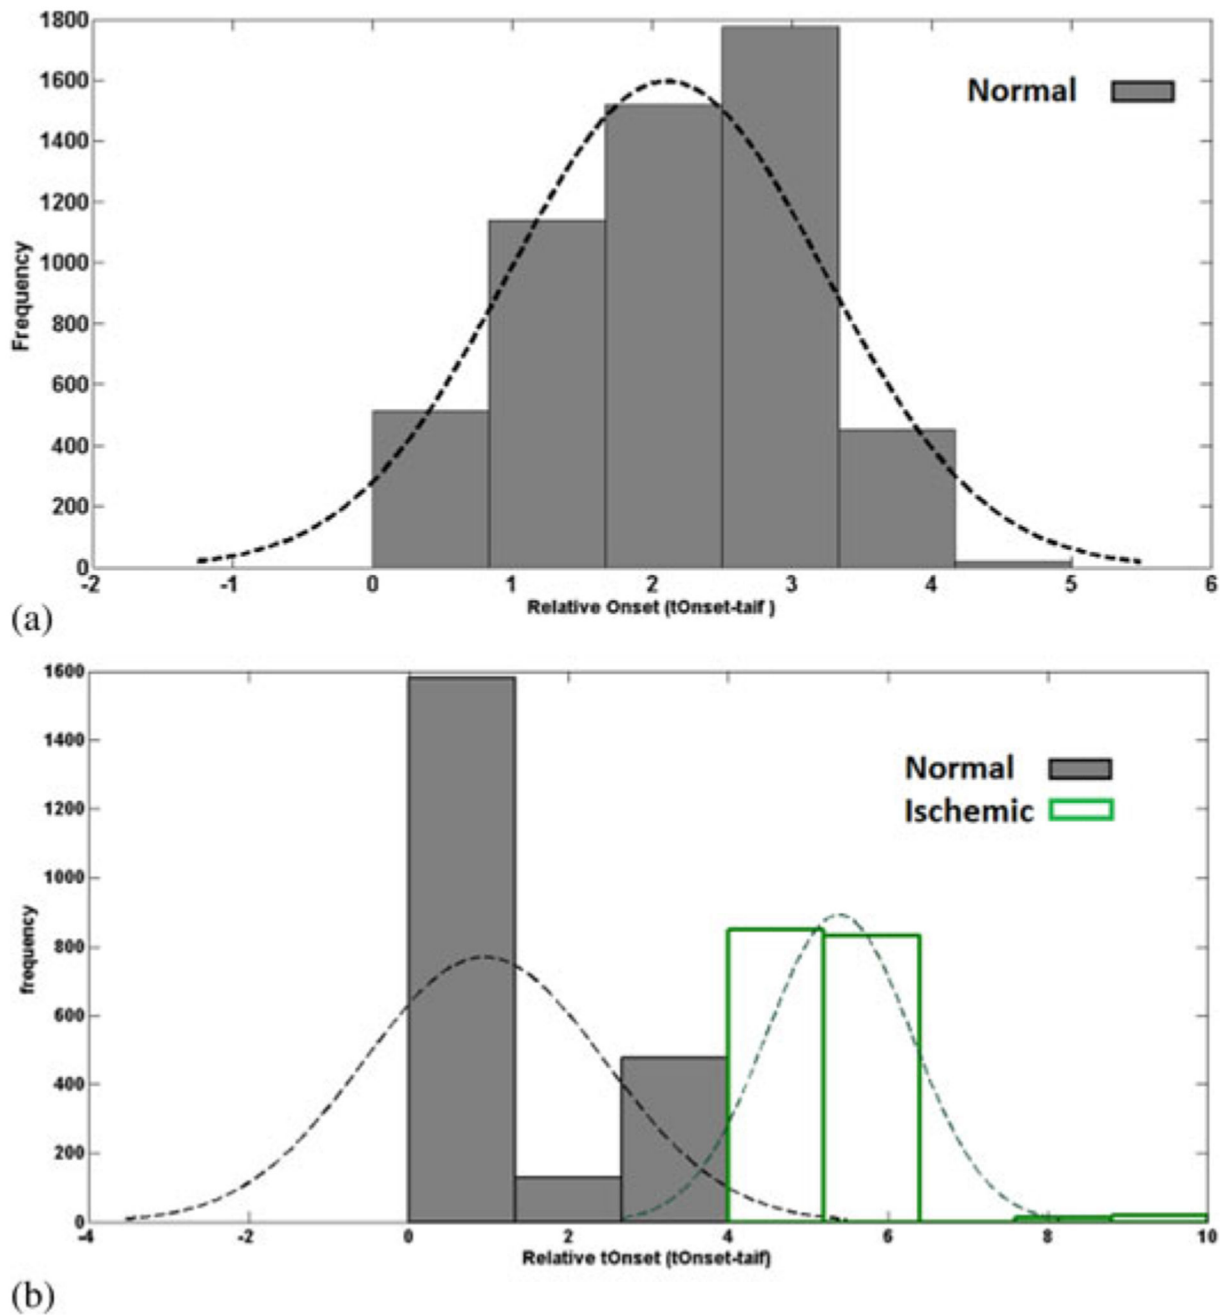 1800
1600
1400
1200
1000
800
600
400
200
0
Frequency
Normal
-2 -1 0 1 2 3 4 5 6
Relative Onset (tOnset-taif )
(a)
1600
1400
1200
1000
800
600
400
200
0
frequency
Normal
Ischemic
-4 -2 0 2 4 6 8 10
Relative tOnset (tOnset-taif)
(b)